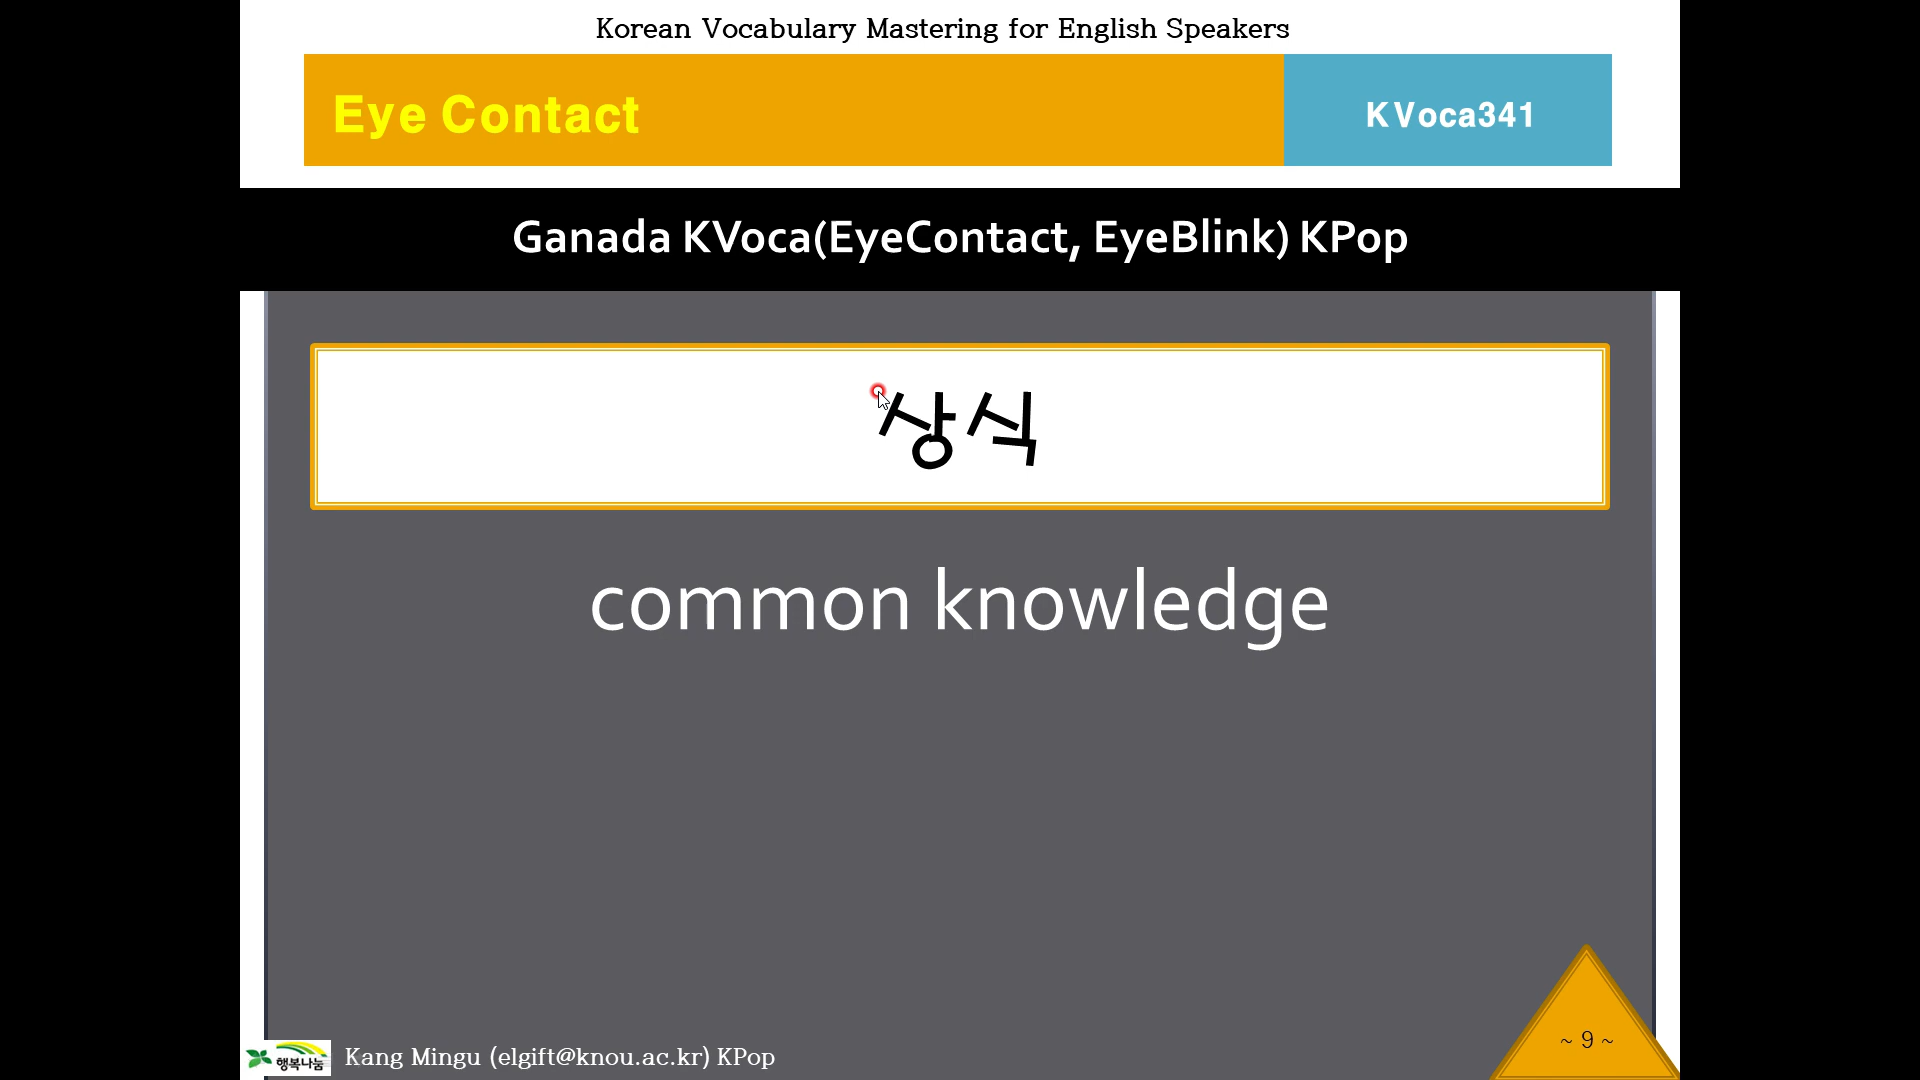 Korean Vocabulary Mastering for English Speakers
Eye Contact
KVoca341
Ganada KVoca(EyeContact, EyeBlink) KPop
상식
common knowledge
행복나눔
Kang Mingu (elgift@knou.ac.kr) KPop
~ 9 ~